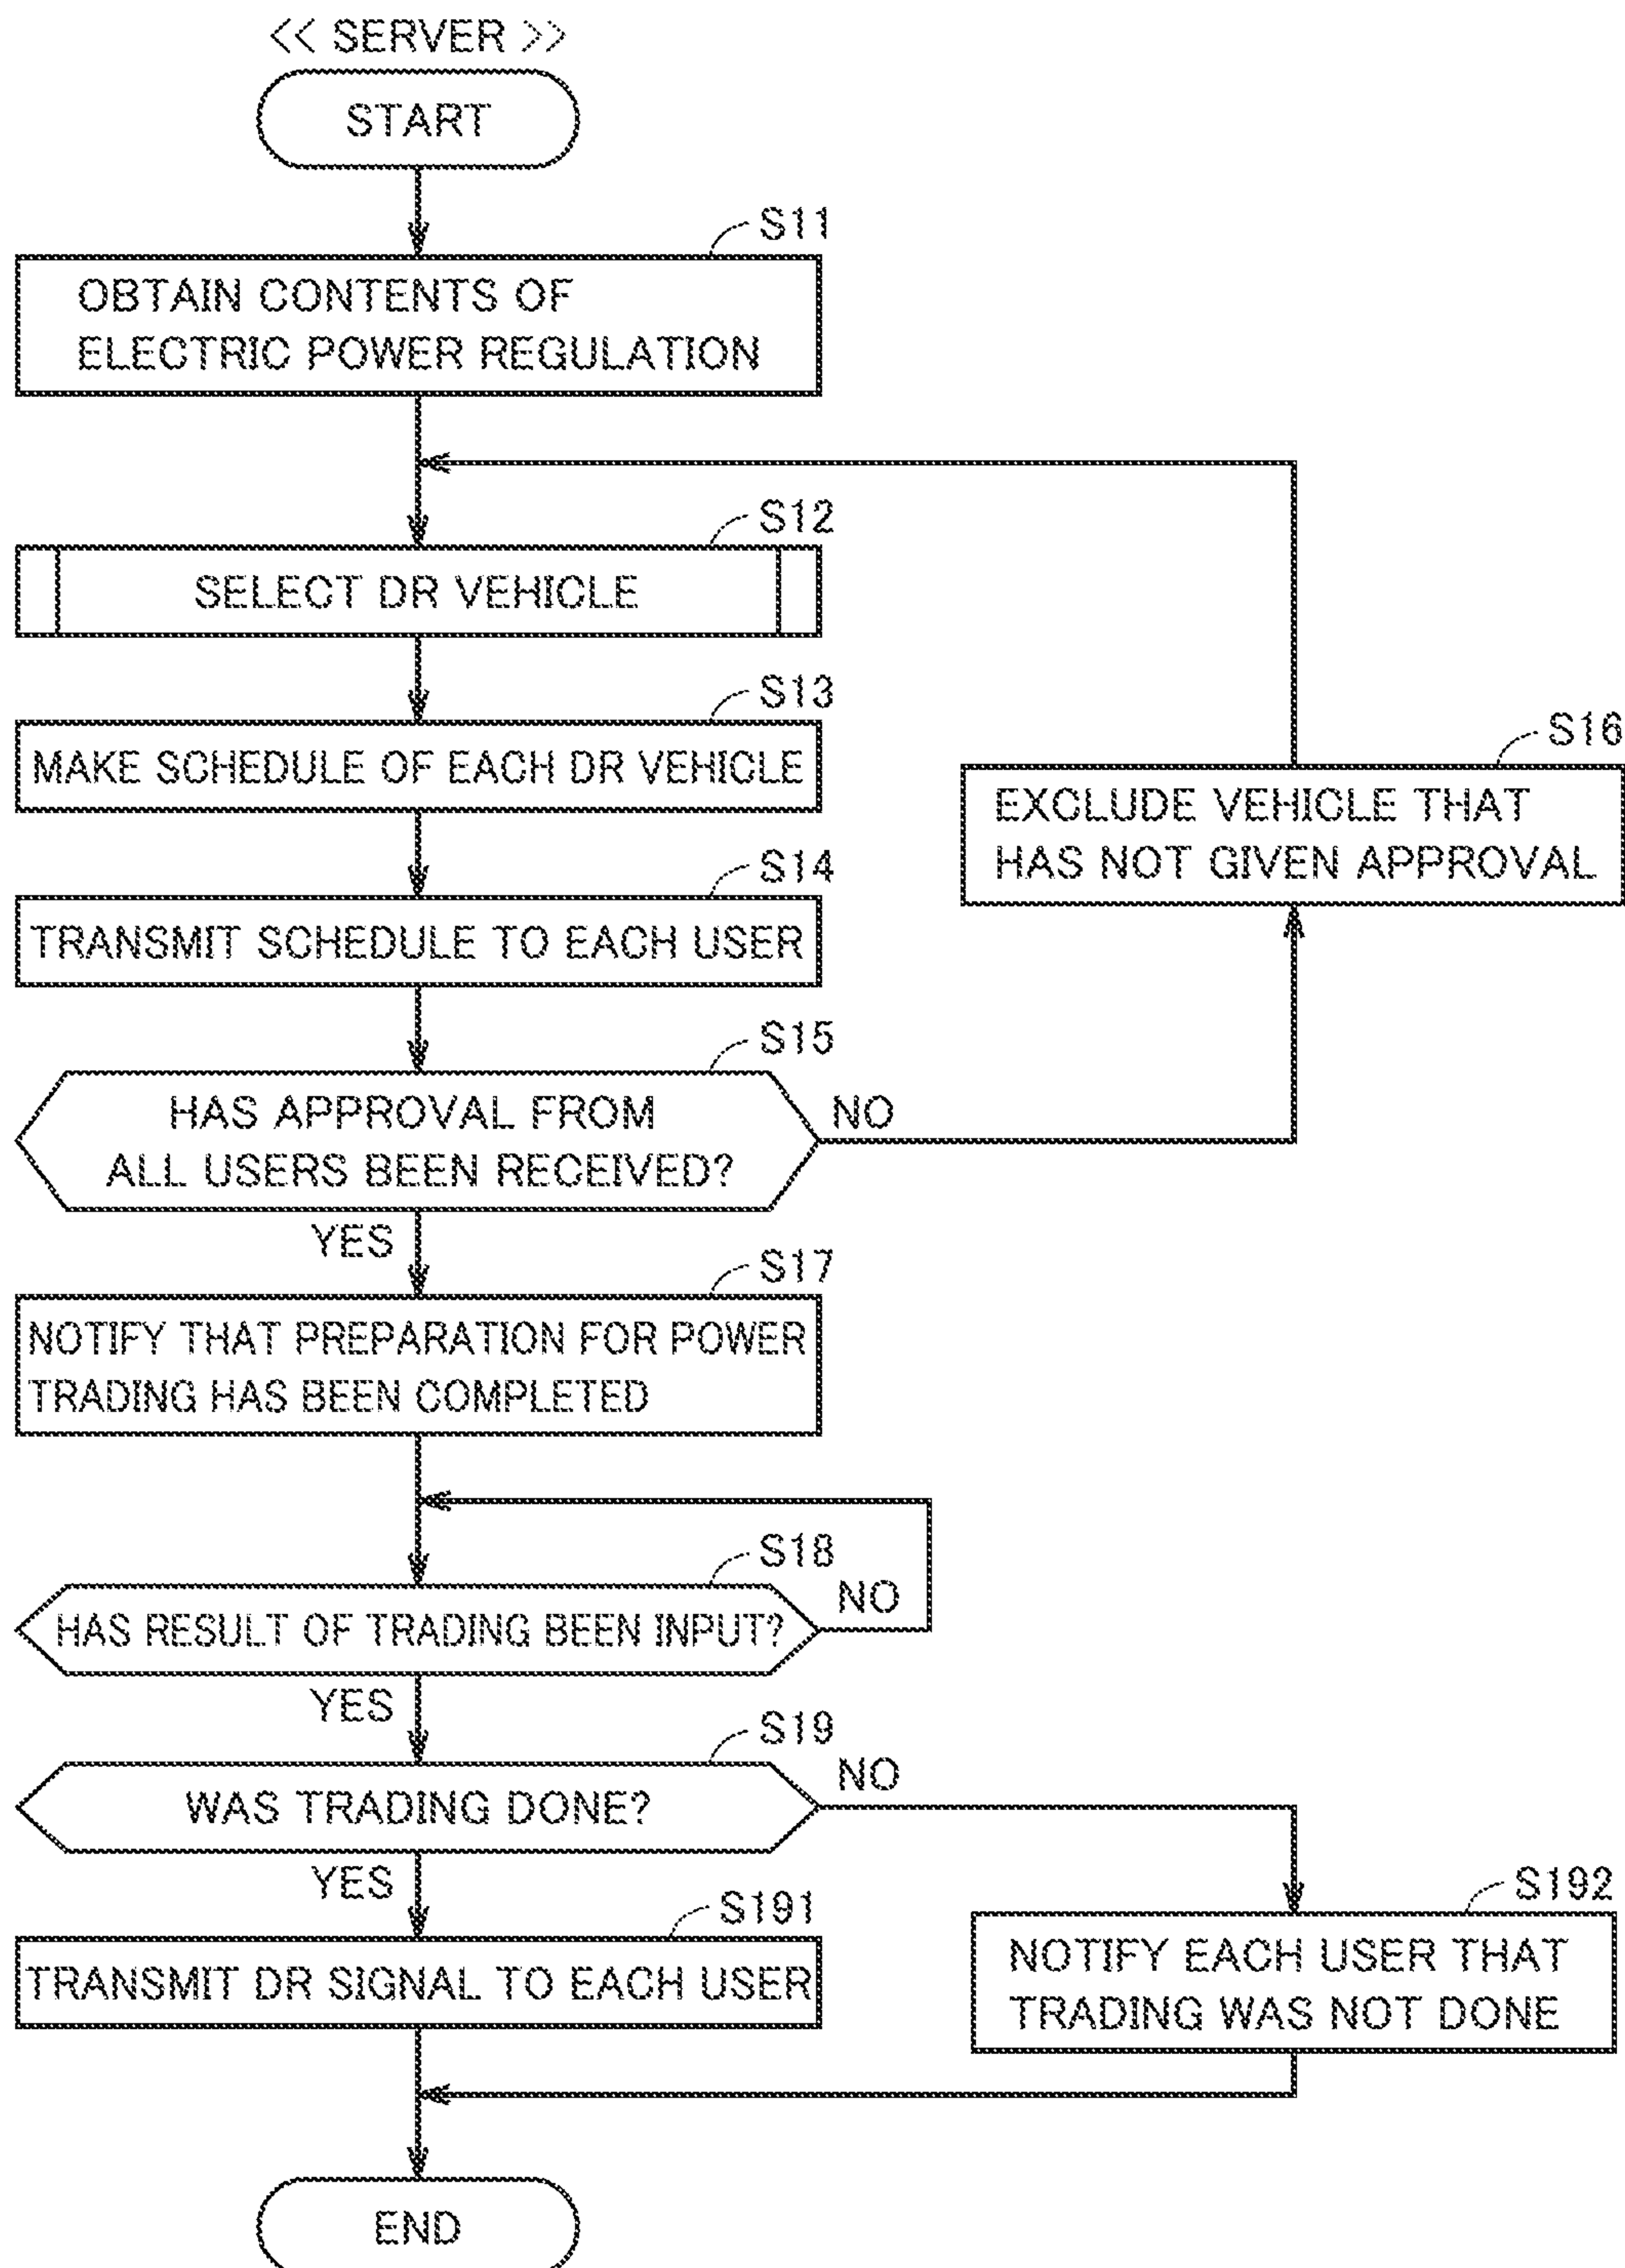 << SERVER >>
START
S11
OBTAIN CONTENTS OF
ELECTRIC POWER REGULATION
S12
SELECT DR VEHICLE
S13
MAKE SCHEDULE OF EACH DR VEHICLE
S16
EXCLUDE VEHICLE THAT
HAS NOT GIVEN APPROVAL
S14
TRANSMIT SCHEDULE TO EACH USER
S15
HAS APPROVAL FROM
ALL USERS BEEN RECEIVED?
NO
YES
S17
NOTIFY THAT PREPARATION FOR POWER
TRADING HAS BEEN COMPLETED
S18
HAS RESULT OF TRADING BEEN INPUT?
NO
YES
S19
WAS TRADING DONE?
NO
YES
S191
TRANSMIT DR SIGNAL TO EACH USER
S192
NOTIFY EACH USER THAT
TRADING WAS NOT DONE
END